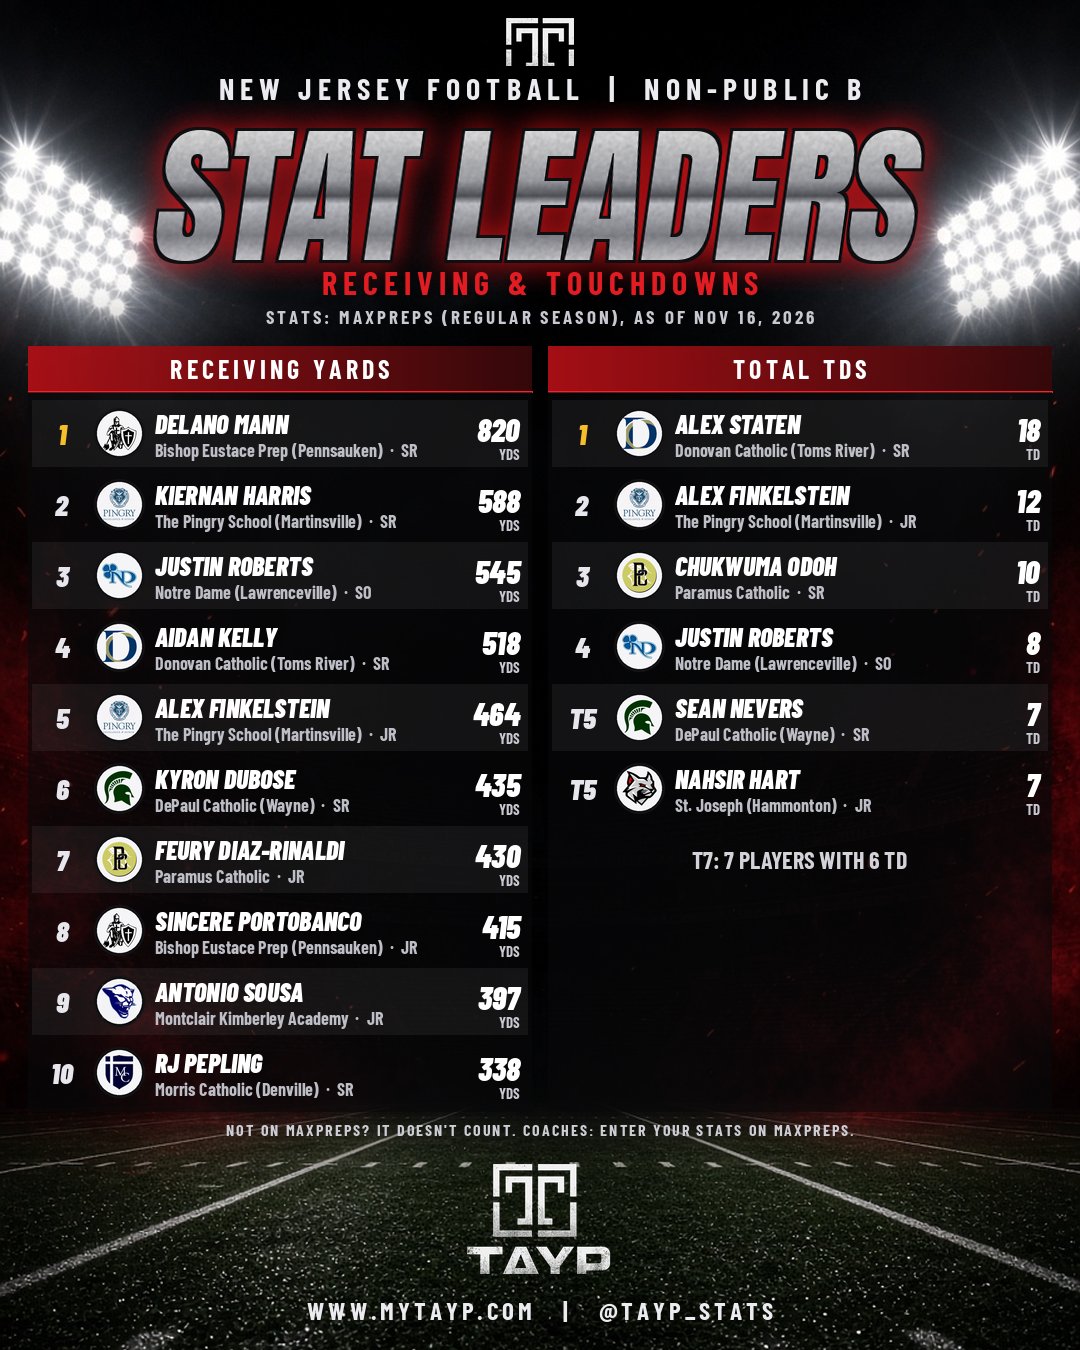 NEW JERSEY FOOTBALL | NON-PUBLIC B
STAT LEADERS
RECEIVING & TOUCHDOWNS
STATS: MAXPREPS (REGULAR SEASON), AS OF NOV 16, 2026
RECEIVING YARDS
1 DELANO MANN 820
Bishop Eustace Prep (Pennsauken) · SR YDS
2 KIERNAN HARRIS 588
PINGRY
The Pingry School (Martinsville) · SR YDS
3 JUSTIN ROBERTS 545
ND
Notre Dame (Lawrenceville) · SO YDS
4 AIDAN KELLY 518
D
Donovan Catholic (Toms River) · SR YDS
5 ALEX FINKELSTEIN 464
PINGRY
The Pingry School (Martinsville) · JR YDS
6 KYRON DUBOSE 435
DePaul Catholic (Wayne) · SR YDS
7 FEURY DIAZ-RINALDI 430
PC
Paramus Catholic · JR YDS
8 SINCERE PORTOBANCO 415
Bishop Eustace Prep (Pennsauken) · JR YDS
9 ANTONIO SOUSA 397
Montclair Kimberley Academy · JR YDS
10 RJ PEPLING 338
MC
Morris Catholic (Denville) · SR YDS
TOTAL TDS
1 ALEX STATEN 18
D
Donovan Catholic (Toms River) · SR TD
2 ALEX FINKELSTEIN 12
PINGRY
The Pingry School (Martinsville) · JR TD
3 CHUKWUMA ODOH 10
PC
Paramus Catholic · SR TD
4 JUSTIN ROBERTS 8
ND
Notre Dame (Lawrenceville) · SO TD
T5 SEAN NEVERS 7
DePaul Catholic (Wayne) · SR TD
T5 NAHSIR HART 7
St. Joseph (Hammonton) · JR TD
T7: 7 PLAYERS WITH 6 TD
NOT ON MAXPREPS? IT DOESN'T COUNT. COACHES: ENTER YOUR STATS ON MAXPREPS.
TAYP
WWW.MYTAYP.COM | @TAYP_STATS